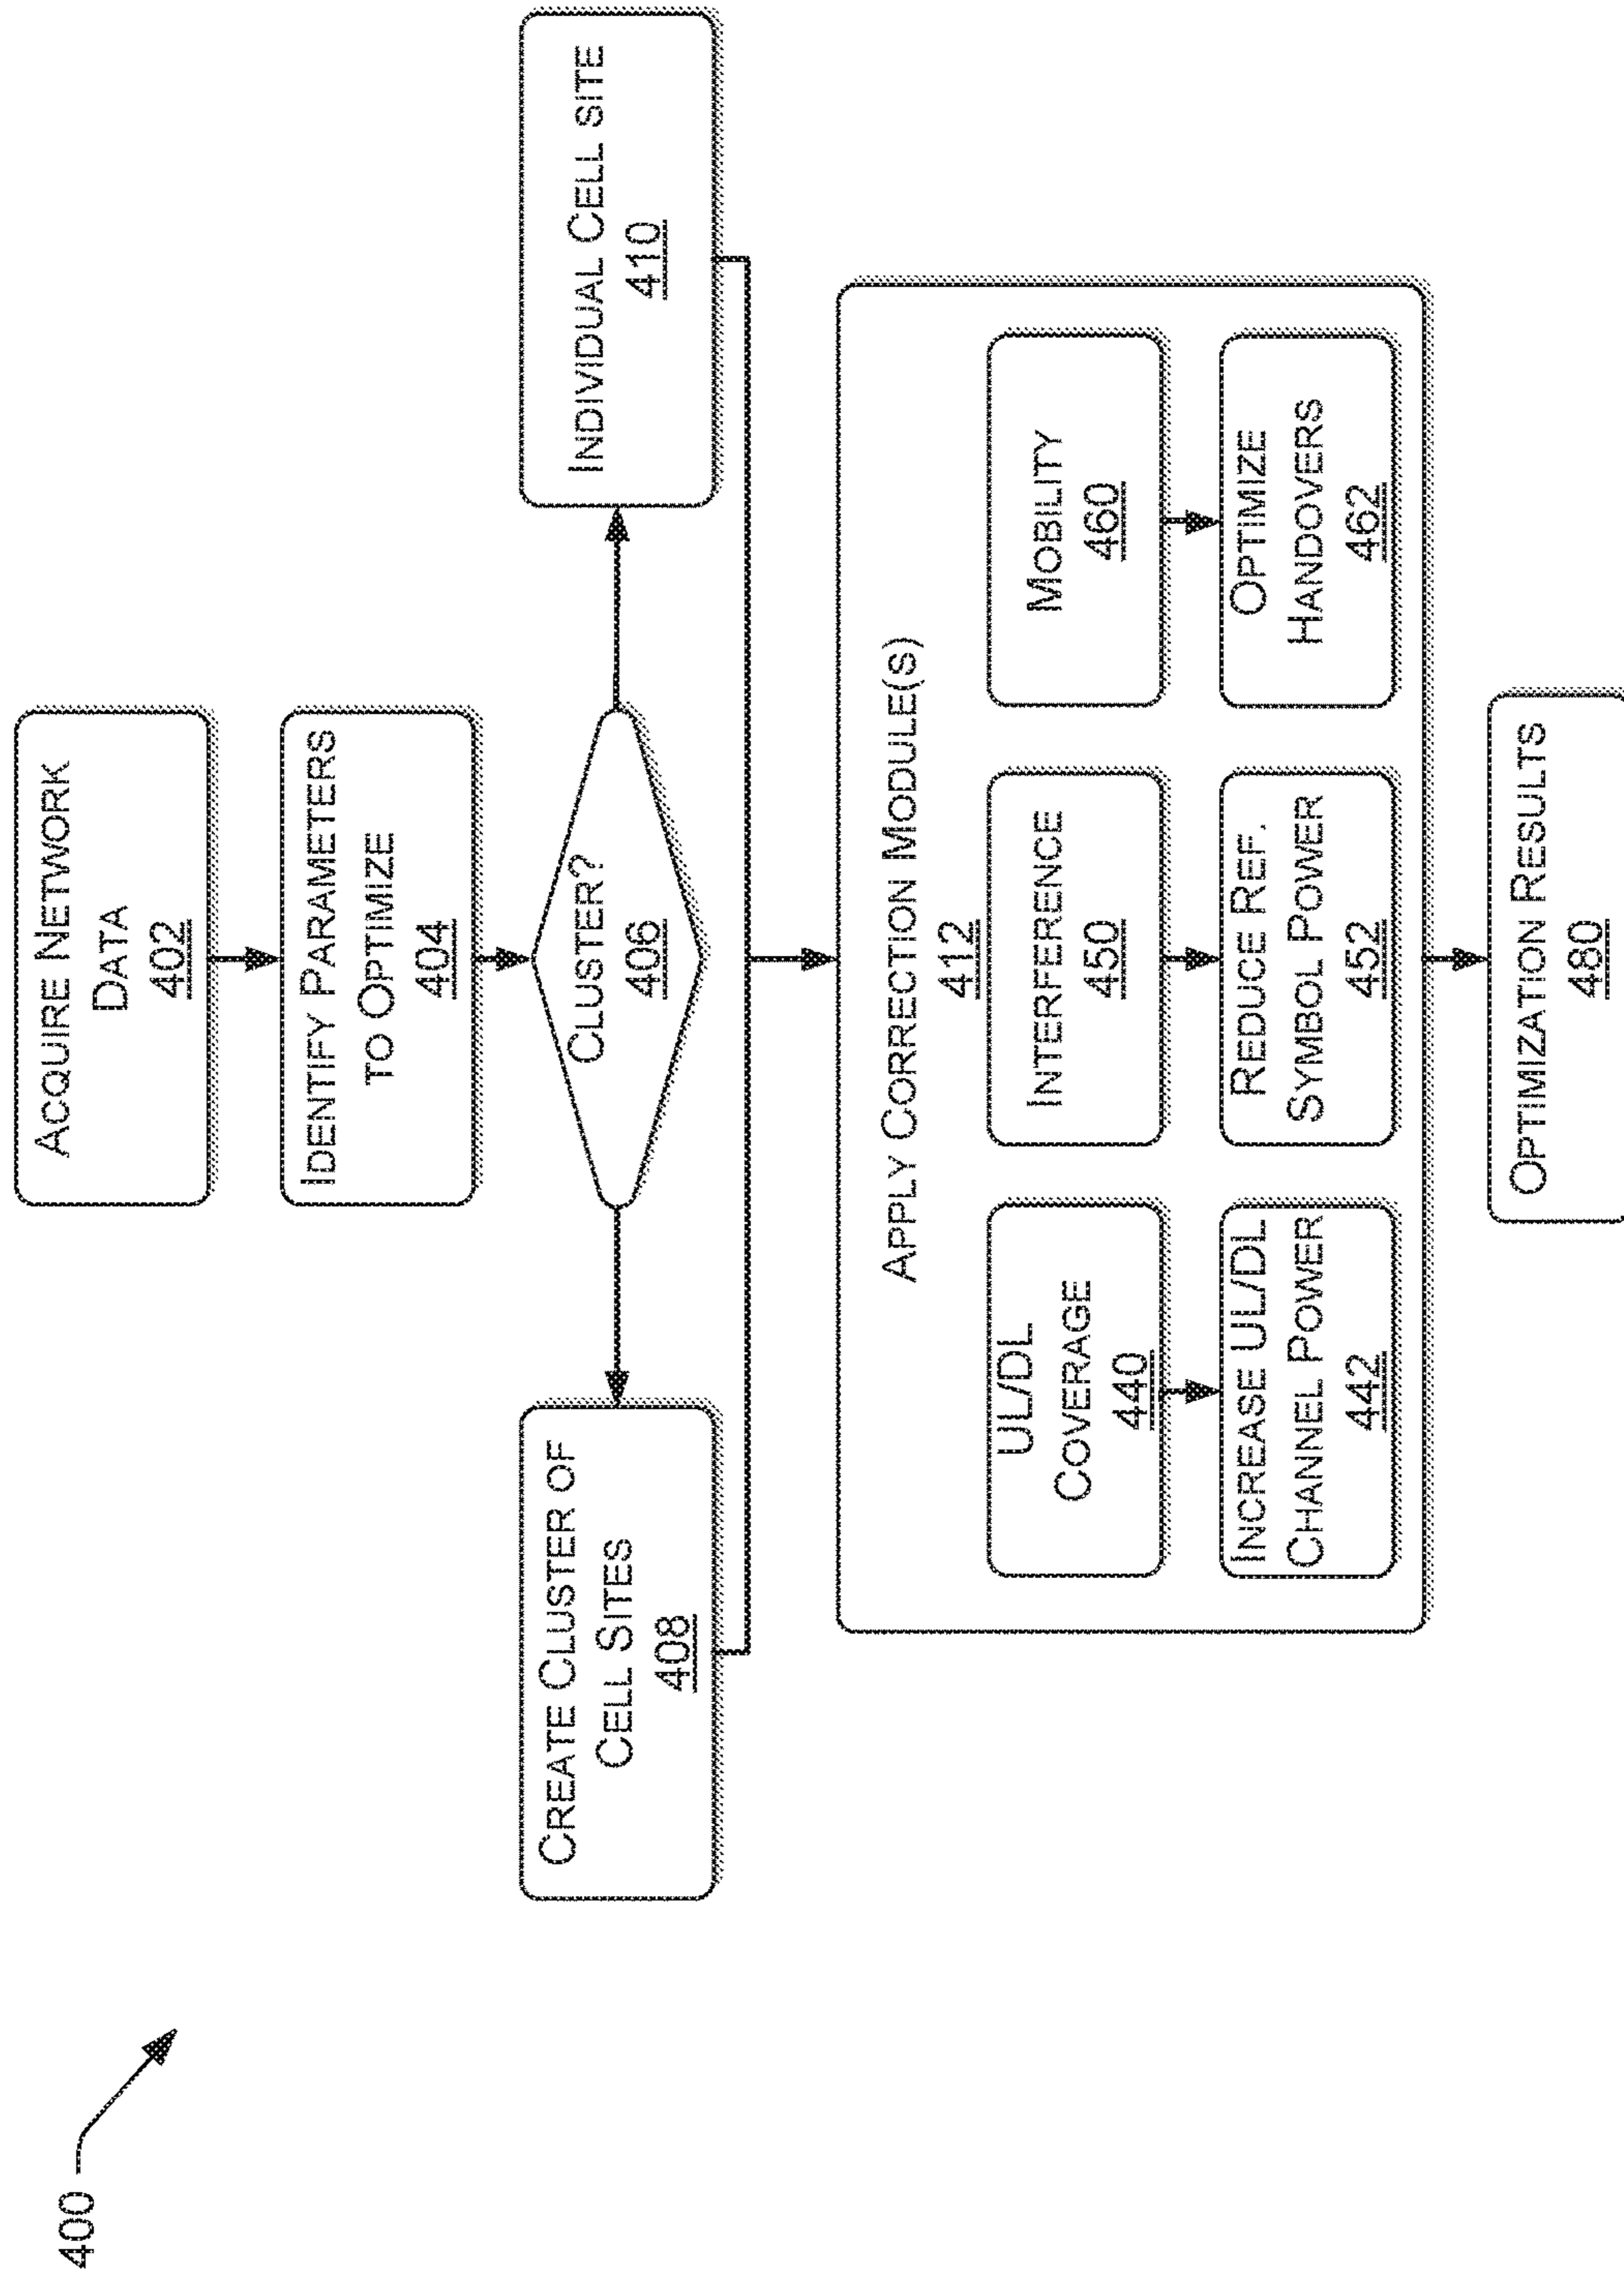 400
ACQUIRE NETWORK
DATA
402
IDENTIFY PARAMETERS
TO OPTIMIZE
404
CLUSTER?
406
CREATE CLUSTER OF
CELL SITES
408
INDIVIDUAL CELL SITE
410
APPLY CORRECTION MODULE(S)
412
UL/DL
COVERAGE
440
INCREASE UL/DL
CHANNEL POWER
442
INTERFERENCE
450
REDUCE REF.
SYMBOL POWER
452
MOBILITY
460
OPTIMIZE
HANDOVERS
462
OPTIMIZATION RESULTS
480